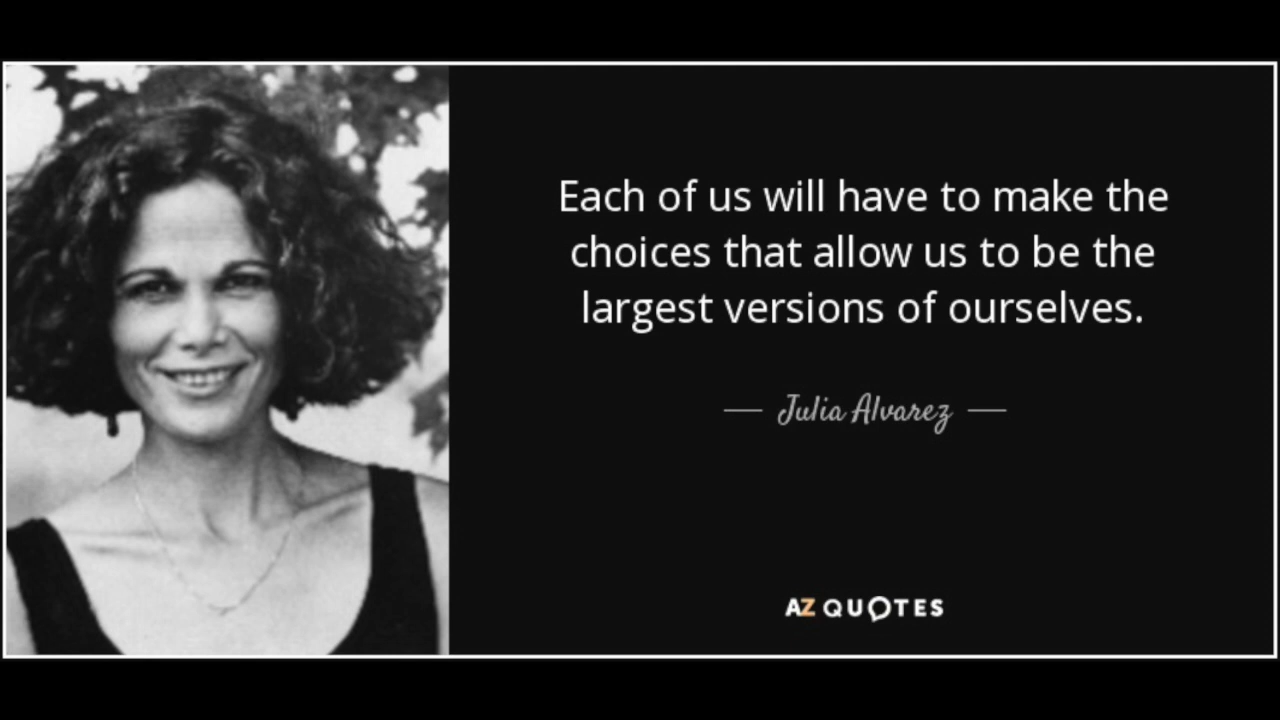 Each of us will have to make the
choices that allow us to be the
largest versions of ourselves.
Julia Alvarez
AZ QUOTES